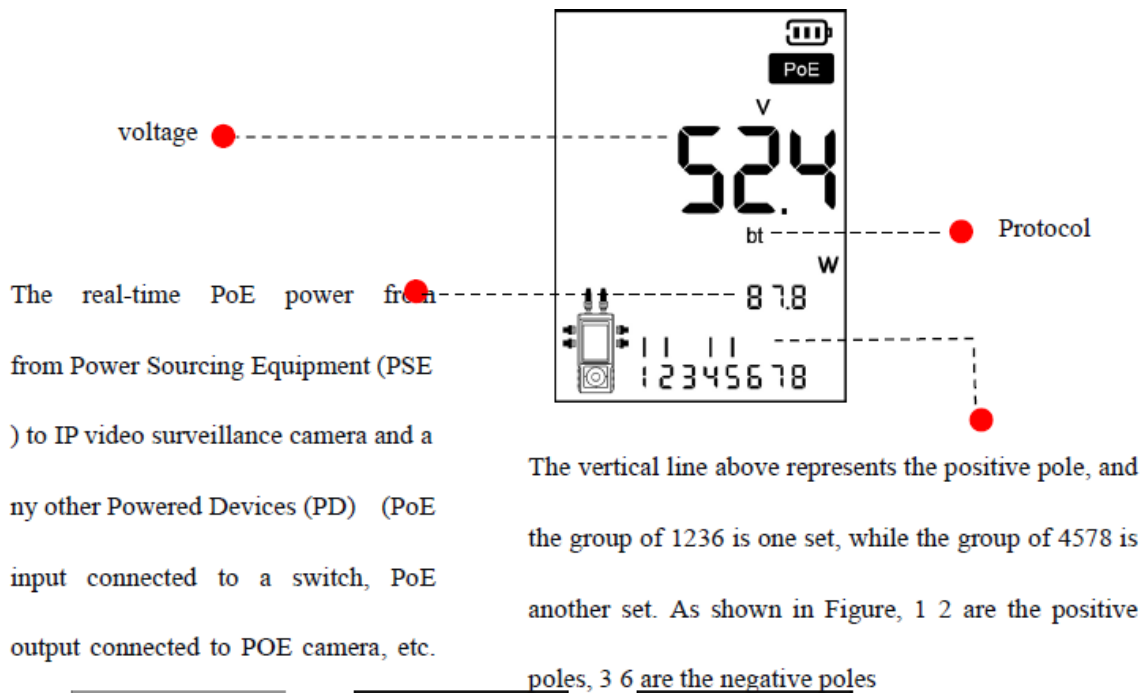 PoE
V
voltage
52.4
bt
Protocol
W
87.8
12345678
The real-time PoE power from
from Power Sourcing Equipment (PSE
) to IP video surveillance camera and a
ny other Powered Devices (PD) (PoE
input connected to a switch, PoE
output connected to POE camera, etc.
The vertical line above represents the positive pole, and
the group of 1236 is one set, while the group of 4578 is
another set. As shown in Figure, 1 2 are the positive
poles, 3 6 are the negative poles